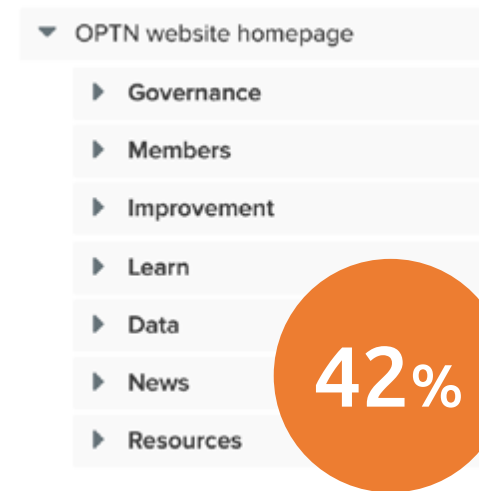 OPTN website homepage
Governance
Members
Improvement
Learn
Data
News
Resources
42%